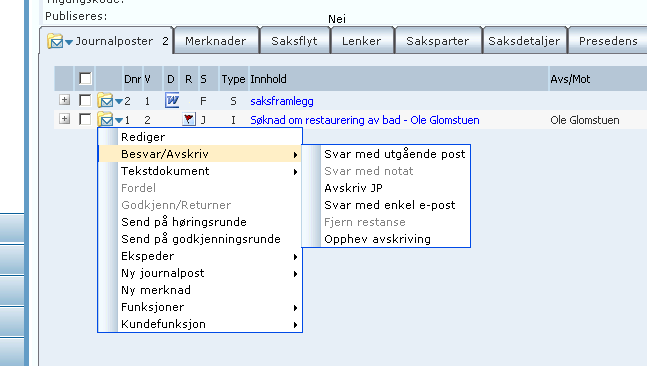 Publiseres: Nei
Journalposter 2 Merknader Saksflyt Lenker Saksparter Saksdetaljer Presedens
Dnr V D R S Type Innhold Avs/Mot
2 1 W F S saksframlegg
1 2 J I Søknad om restaurering av bad - Ole Glomstuen Ole Glomstuen
Rediger
Besvar/Avskriv
Tekstdokument
Fordel
Godkjenn/Returner
Send på høringsrunde
Send på godkjenningsrunde
Ekspeder
Ny journalpost
Ny merknad
Funksjoner
Kundefunksjon
Svar med utgående post
Svar med notat
Avskriv JP
Svar med enkel e-post
Fjern restanse
Opphev avskriving